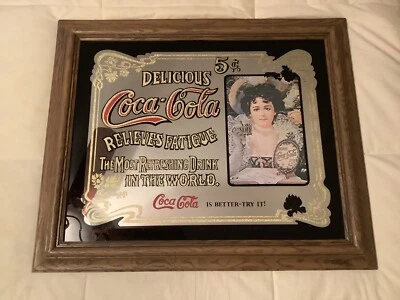 5¢
DELICIOUS
Coca-Cola
RELIEVES FATIGUE
THE MOST REFRESHING DRINK
IN THE WORLD.
Coca-Cola IS BETTER-TRY IT!